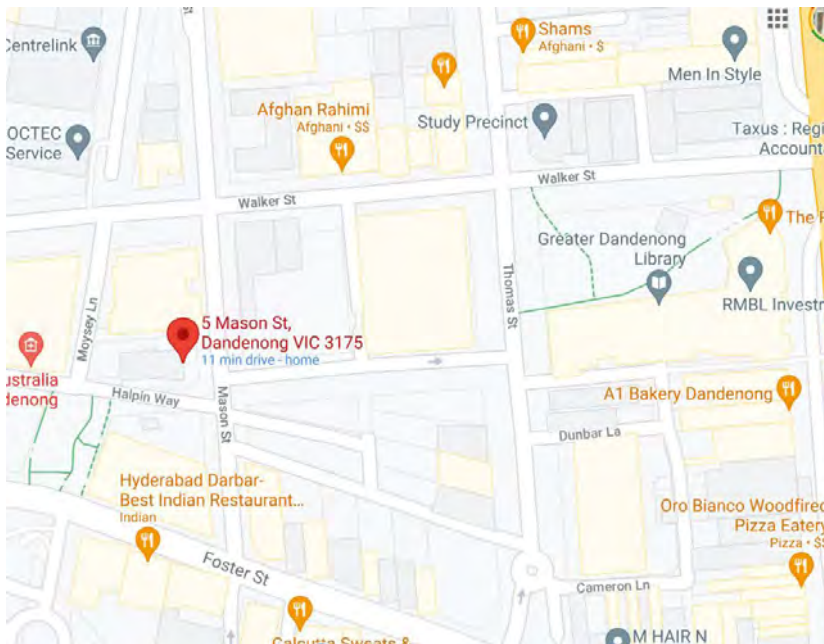 Shams
Afghani • $
Centrelink
Men In Style
Afghan Rahimi
Afghani • $$
Study Precinct
OCTEC
Service
Taxus : Regi
Account
Walker St
Walker St
The
Greater Dandenong
Library
RMBL Investm
Thomas St
Moysey Ln
5 Mason St,
Dandenong VIC 3175
11 min drive - home
ustralia
denong
Halpin Way
Mason St
A1 Bakery Dandenong
Dunbar La
Hyderabad Darbar-
Best Indian Restaurant...
Indian
Oro Bianco Woodfired
Pizza Eatery
Pizza • $$
Foster St
Cameron Ln
Calcutta Sweets &
M HAIR N